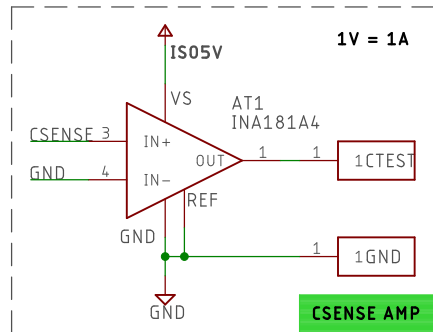 1V = 1A
IS05V
VS
AT1
INA181A4
CSENSE 3
IN+
OUT
1
1
1CTEST
GND
4
IN-
REF
GND
1
1GND
GND
CSENSE AMP